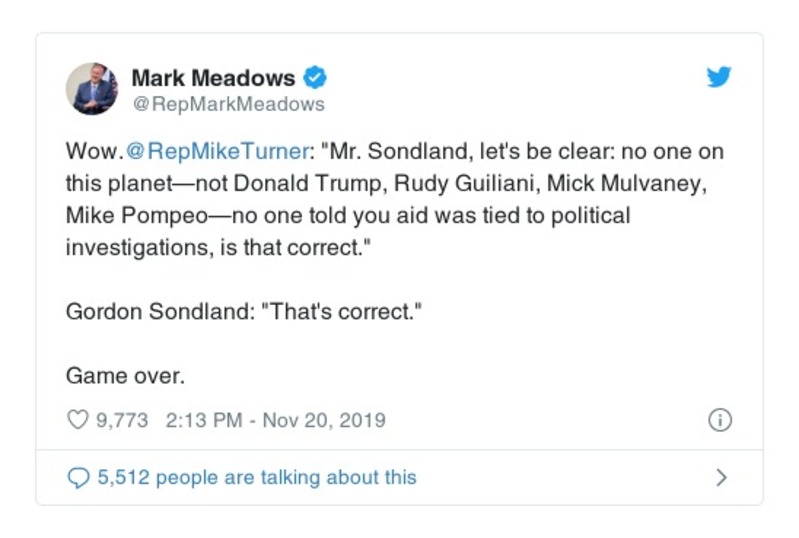 Mark Meadows
@RepMarkMeadows
Wow.@RepMikeTurner: "Mr. Sondland, let's be clear: no one on
this planet—not Donald Trump, Rudy Guiliani, Mick Mulvaney,
Mike Pompeo—no one told you aid was tied to political
investigations, is that correct."
Gordon Sondland: "That's correct."
Game over.
9,773 2:13 PM - Nov 20, 2019
5,512 people are talking about this